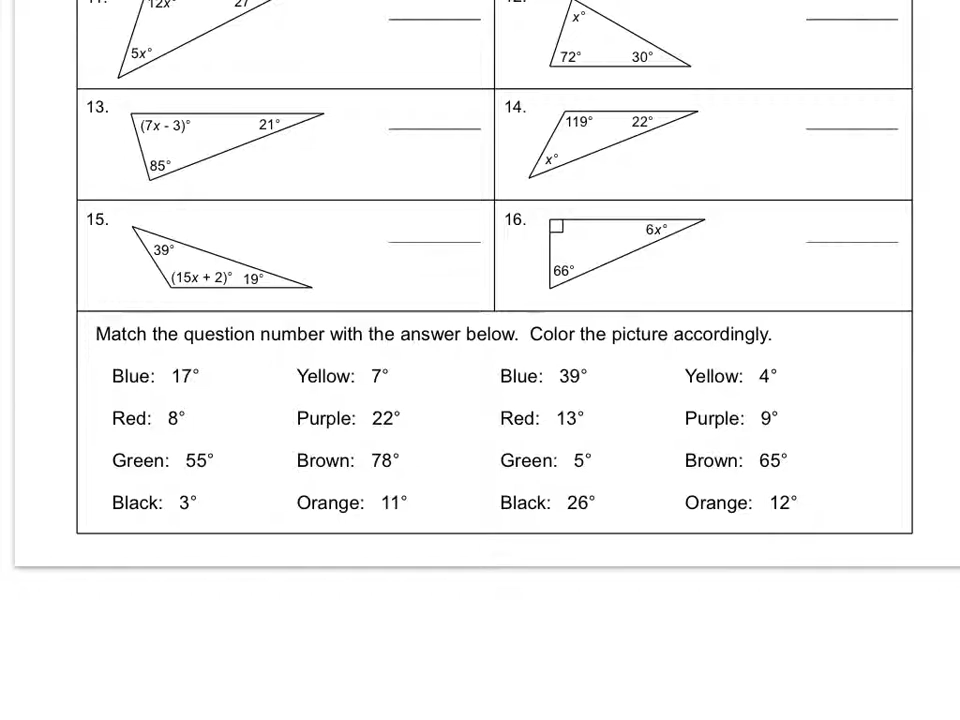 12x° 27
5x°
x°
72° 30°
13.
(7x - 3)° 21°
85°
14.
119° 22°
x°
15.
39°
(15x + 2)° 19°
16.
6x°
66°
Match the question number with the answer below. Color the picture accordingly.
Blue: 17° Yellow: 7° Blue: 39° Yellow: 4°
Red: 8° Purple: 22° Red: 13° Purple: 9°
Green: 55° Brown: 78° Green: 5° Brown: 65°
Black: 3° Orange: 11° Black: 26° Orange: 12°